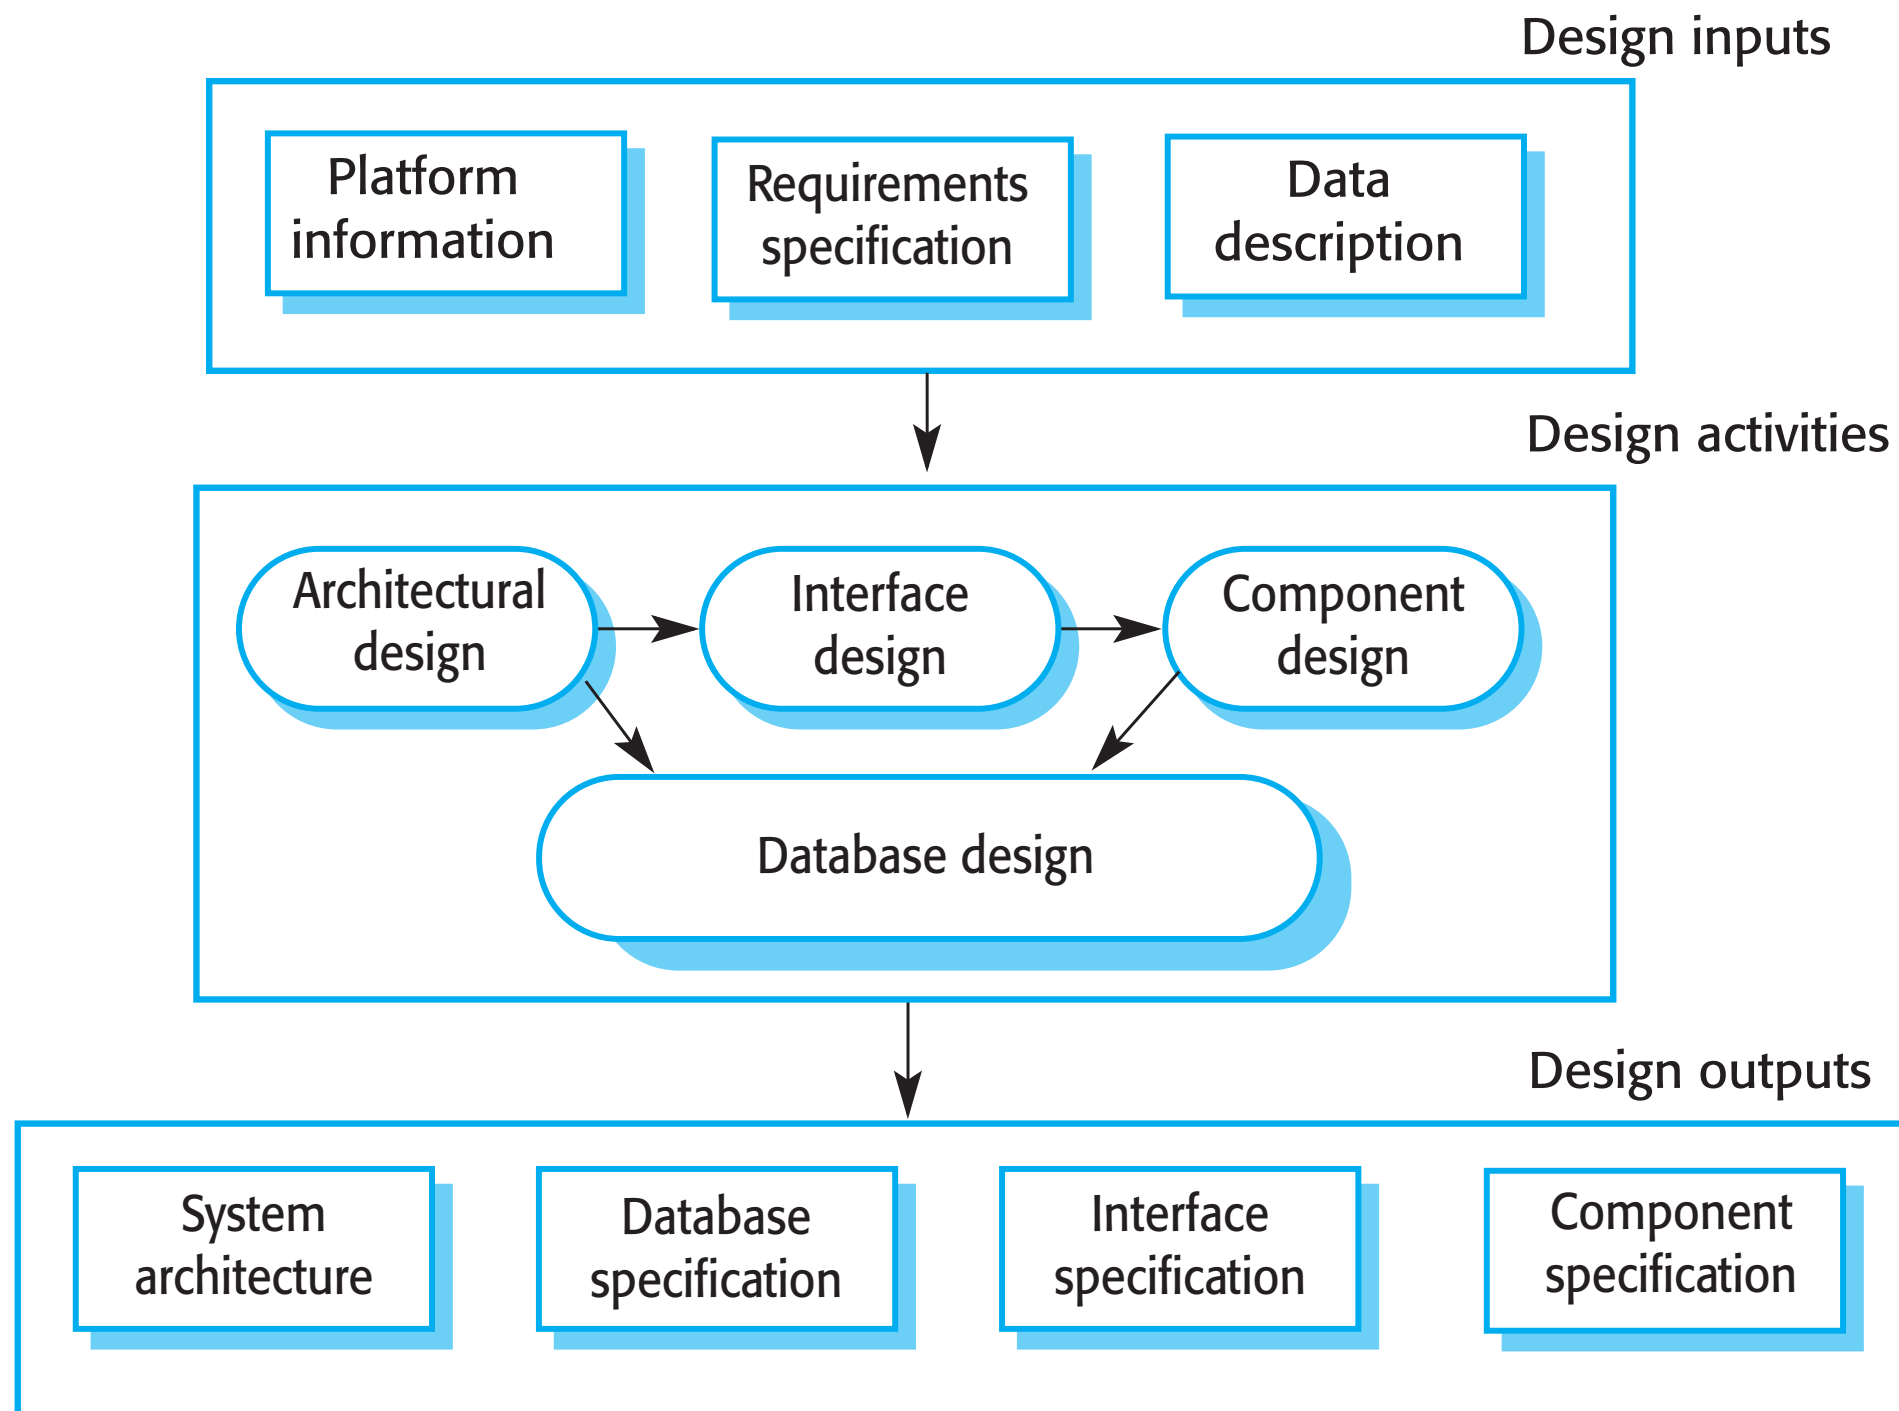 Design inputs
Platform
information
Requirements
specification
Data
description
Design activities
Architectural
design
Interface
design
Component
design
Database design
Design outputs
System
architecture
Database
specification
Interface
specification
Component
specification